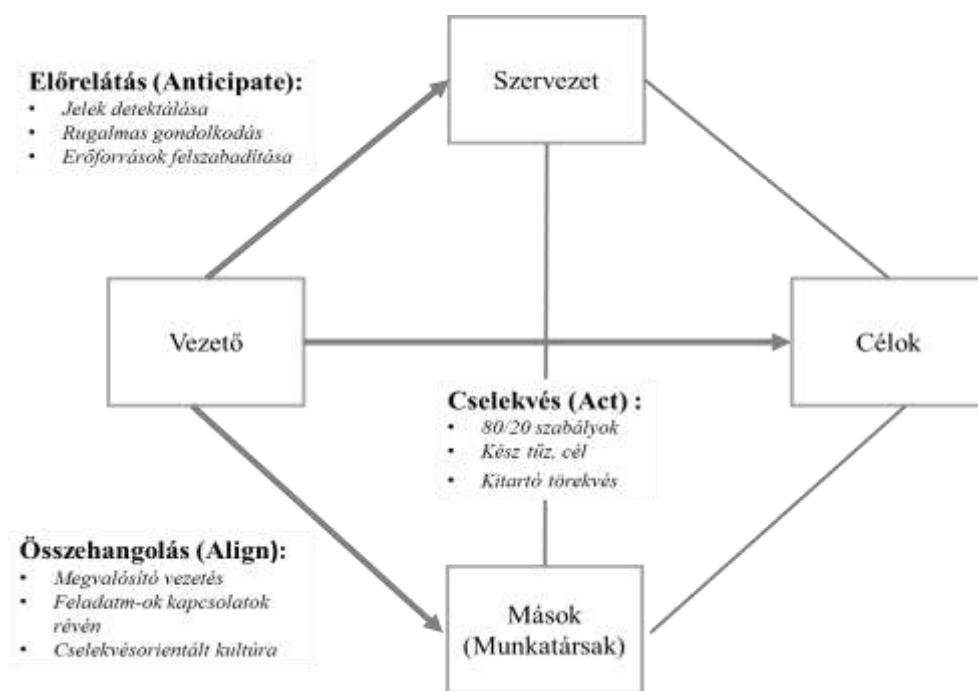 Előrelátás (Anticipate):
• Jelek detektálása
• Rugalmas gondolkodás
• Erőforrások felszabadítása
Szervezet
Vezető
Célok
Cselekvés (Act) :
• 80/20 szabályok
• Kész tűz, cél
• Kitartó törekvés
Összehangolás (Align):
• Megvalósító vezetés
• Feladatm-ok kapcsolatok
révén
• Cselekvésorientált kultúra
Mások
(Munkatársak)